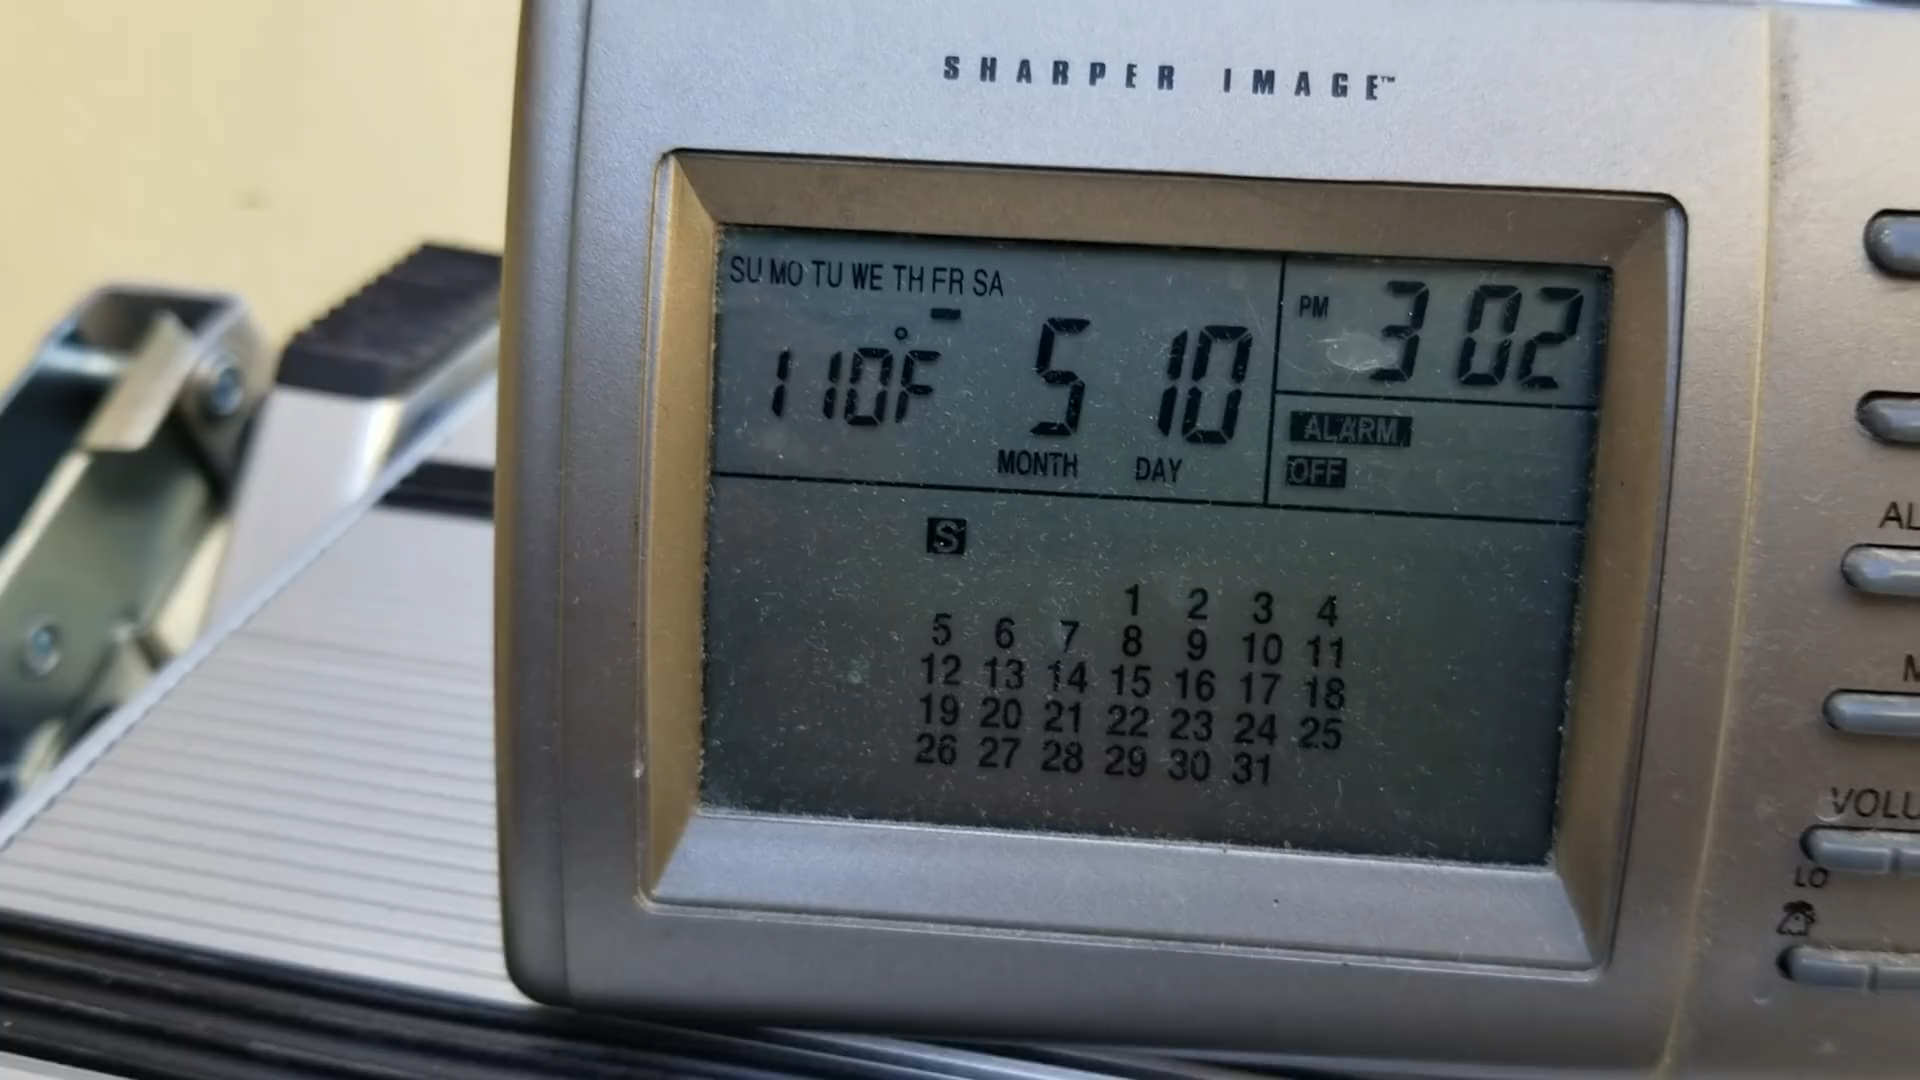 SHARPER IMAGE™
SU MO TU WE TH FR SA
110°F 5 10
MONTH DAY
PM 3 02
ALARM
OFF
S
1 2 3 4
5 6 7 8 9 10 11
12 13 14 15 16 17 18
19 20 21 22 23 24 25
26 27 28 29 30 31
AL
M
VOLU
LO